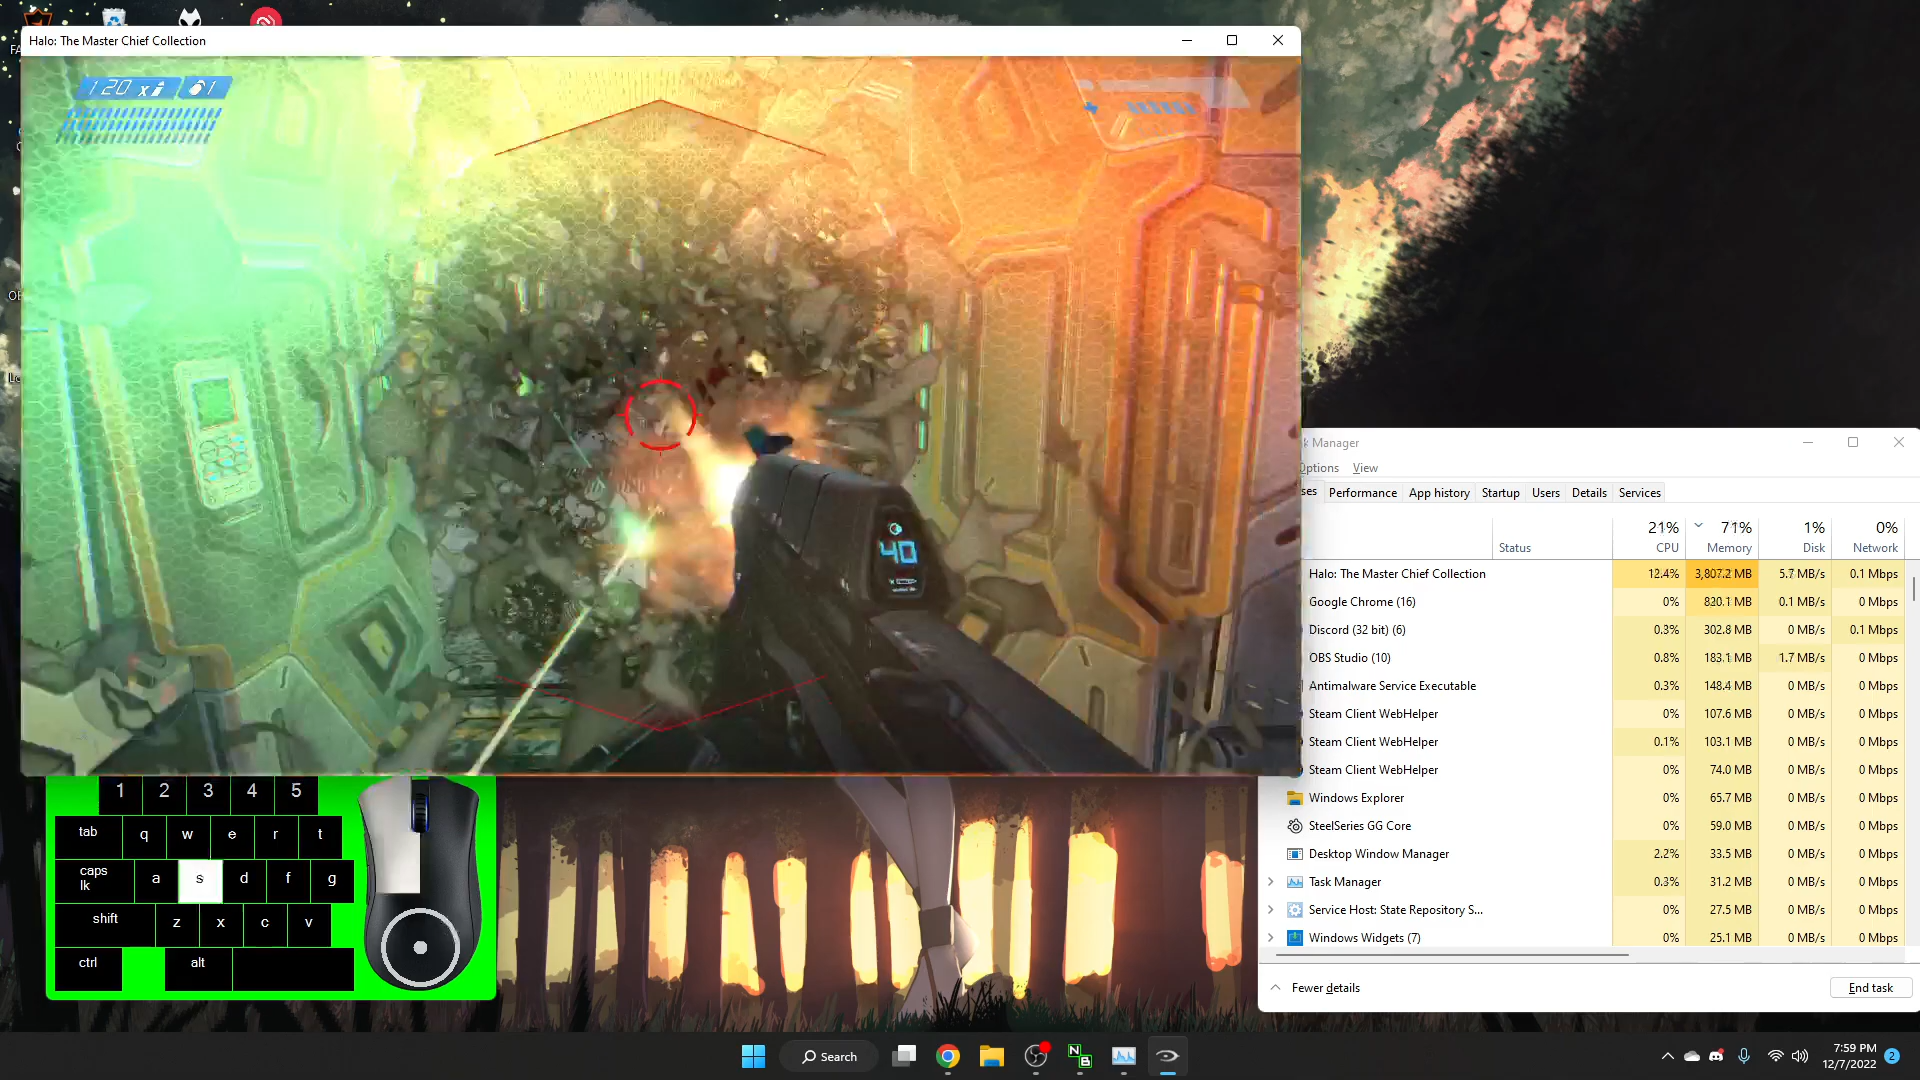 Halo: The Master Chief Collection
120 x
1
40
k Manager
Options View
ses Performance App history Startup Users Details Services
21% 71% 1% 0%
Status CPU Memory Disk Network
Halo: The Master Chief Collection 12.4% 3,807.2 MB 5.7 MB/s 0.1 Mbps
Google Chrome (16) 0% 820.1 MB 0.1 MB/s 0 Mbps
Discord (32 bit) (6) 0.3% 302.8 MB 0 MB/s 0.1 Mbps
OBS Studio (10) 0.8% 183.1 MB 1.7 MB/s 0 Mbps
Antimalware Service Executable 0.3% 148.4 MB 0 MB/s 0 Mbps
Steam Client WebHelper 0% 107.6 MB 0 MB/s 0 Mbps
Steam Client WebHelper 0.1% 103.1 MB 0 MB/s 0 Mbps
Steam Client WebHelper 0% 74.0 MB 0 MB/s 0 Mbps
Windows Explorer 0% 65.7 MB 0 MB/s 0 Mbps
SteelSeries GG Core 0% 59.0 MB 0 MB/s 0 Mbps
Desktop Window Manager 2.2% 33.5 MB 0 MB/s 0 Mbps
Task Manager 0.3% 31.2 MB 0 MB/s 0 Mbps
Service Host: State Repository S... 0% 27.5 MB 0 MB/s 0 Mbps
Windows Widgets (7) 0% 25.1 MB 0 MB/s 0 Mbps
Fewer details End task
1 2 3 4 5
tab q w e r t
caps
lk a s d f g
shift z x c v
ctrl alt
Search
N
B
7:59 PM
12/7/2022
2